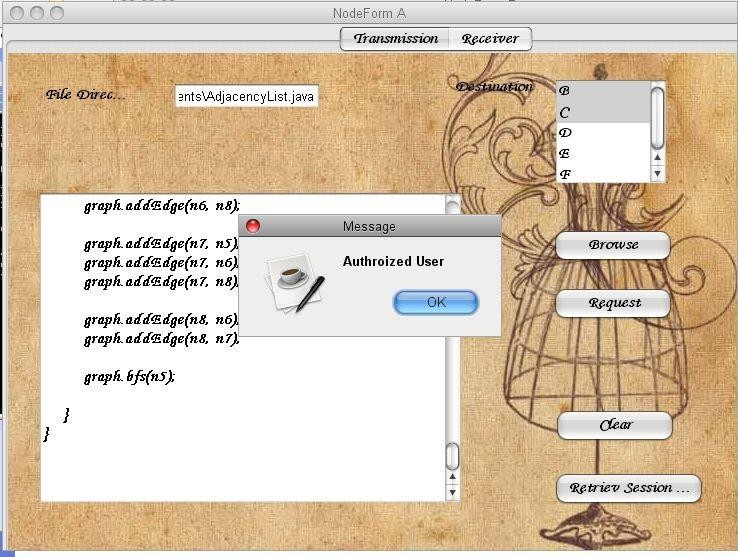 NodeForm A
Transmission Receiver
File Direc...
ents\AdjacencyList.java
Destination
B
C
D
E
F
graph.addEdge(n6, n8);
graph.addEdge(n7, n5)
graph.addEdge(n7, n6)
graph.addEdge(n7, n8)
graph.addEdge(n8, n6)
graph.addEdge(n8, n7);
graph.bfs(n5);
}
}
Message
Authroized User
OK
Browse
Request
Clear
Retriev Session ...